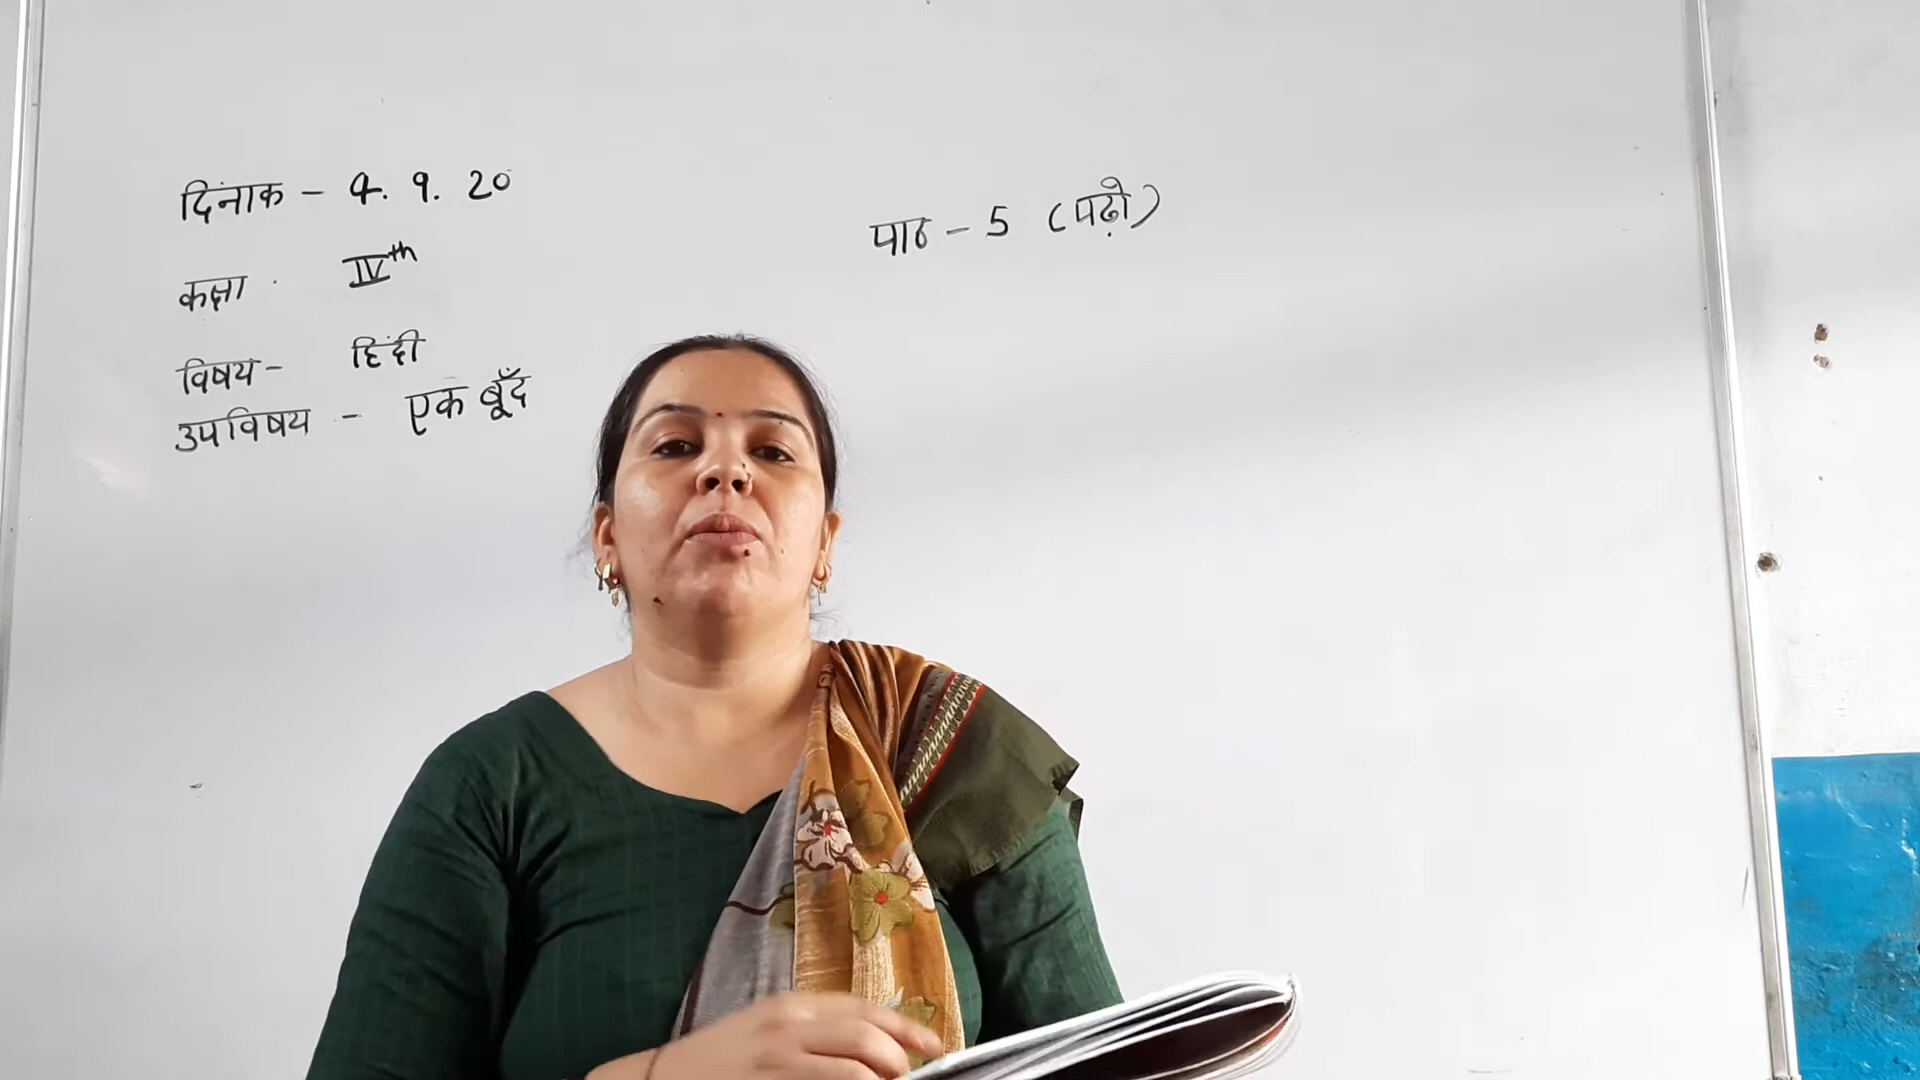 दिनांक - 4. 9. 20
कक्षा . IVth
विषय - हिंदी
उपविषय - एक बूँद
पाठ - 5 (पढ़ो)